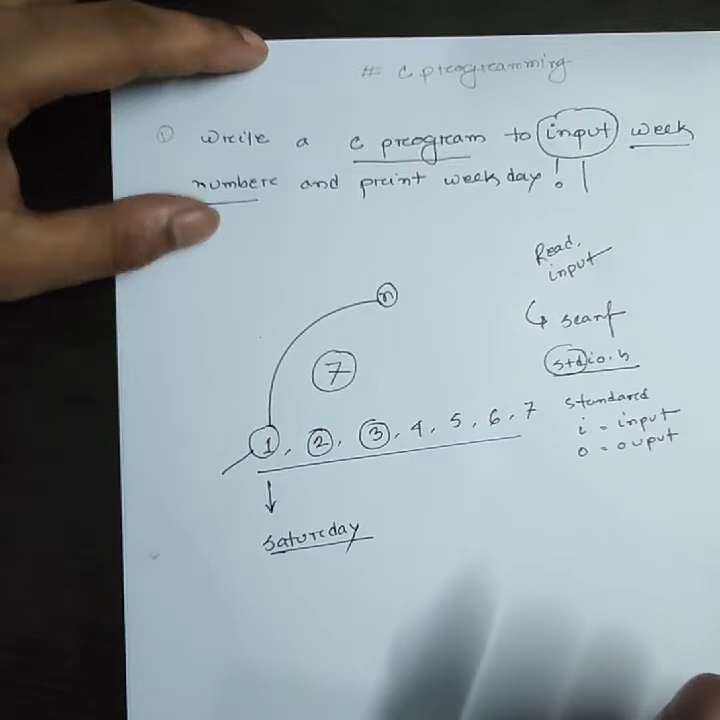 # C programming
① Write a C program to input week
number and print week day !
Read,
input
↳ scanf
stdio.h
standard
i = input
o = ouput
n
7
1, 2, 3, 4, 5, 6, 7
↓
saturday